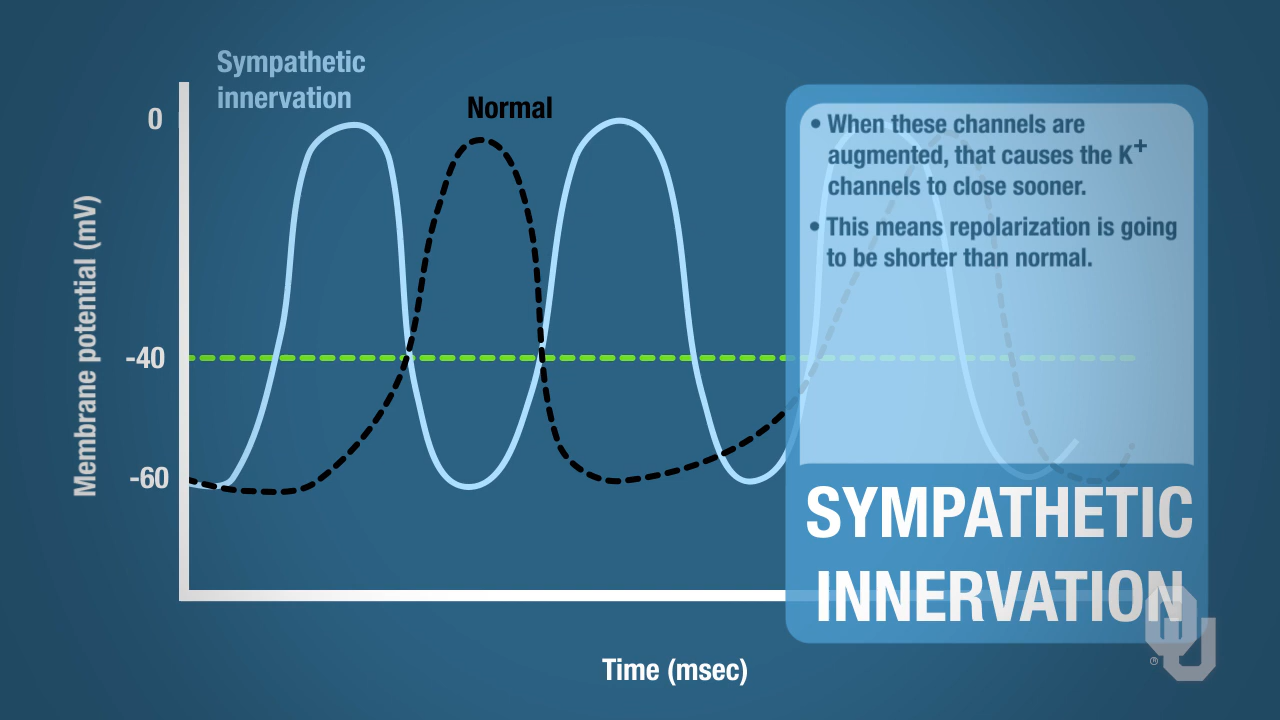 Sympathetic
innervation
Normal
0
-40
-60
Membrane potential (mV)
Time (msec)
• When these channels are
augmented, that causes the K⁺
channels to close sooner.
• This means repolarization is going
to be shorter than normal.
SYMPATHETIC
INNERVATION
®